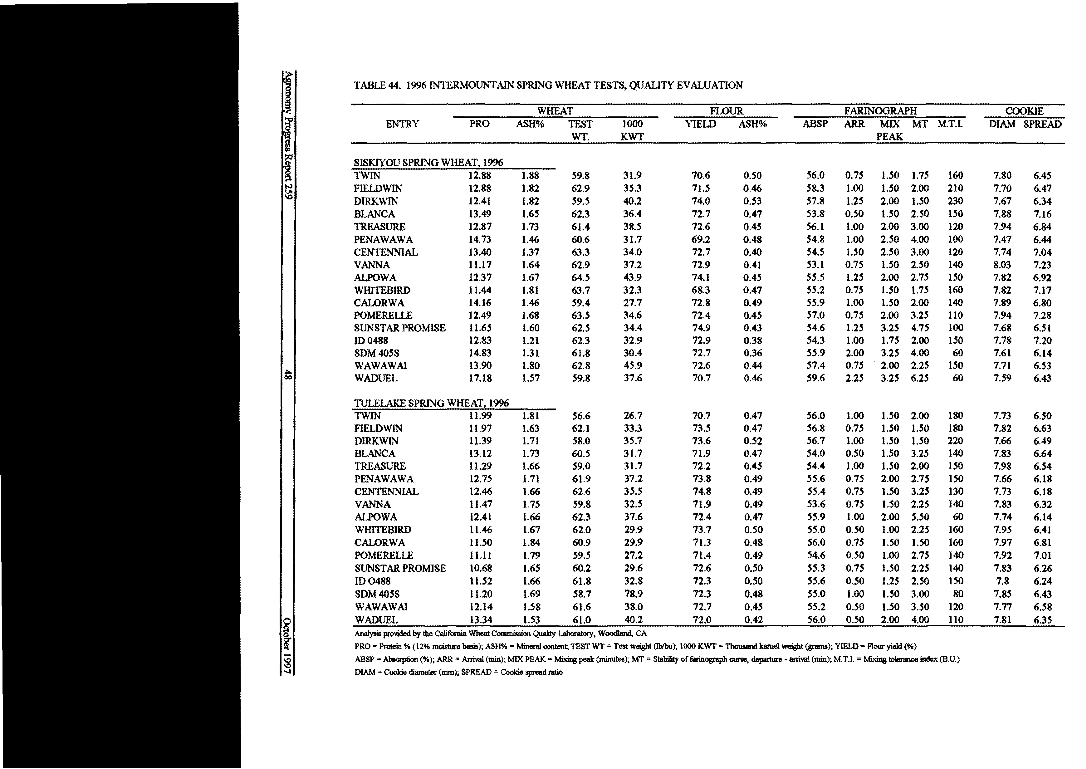 TABLE 44. 1996 INTERMOUNTAIN SPRING WHEAT TESTS, QUALITY EVALUATION
WHEAT FLOUR FARINOGRAPH COOKIE
ENTRY PRO ASH% TEST 1000 YIELD ASH% ABSP ARR MIX MT M.T.I. DIAM SPREAD
WT. KWT PEAK
SISKIYOU SPRING WHEAT, 1996
TWIN 12.88 1.88 59.8 31.9 70.6 0.50 56.0 0.75 1.50 1.75 160 7.80 6.45
FIELDWIN 12.88 1.82 62.9 35.3 71.5 0.46 58.3 1.00 1.50 2.00 210 7.70 6.47
DIRKWIN 12.41 1.82 59.5 40.2 74.0 0.53 57.8 1.25 2.00 1.50 230 7.67 6.34
BLANCA 13.49 1.65 62.3 36.4 72.7 0.47 53.8 0.50 1.50 2.50 150 7.88 7.16
TREASURE 12.87 1.73 61.4 38.5 72.6 0.45 56.1 1.00 2.00 3.00 120 7.94 6.84
PENAWAWA 14.73 1.46 60.6 31.7 69.2 0.48 54.8 1.00 2.50 4.00 100 7.47 6.44
CENTENNIAL 13.40 1.37 63.3 34.0 72.7 0.40 54.5 1.50 2.50 3.00 120 7.74 7.04
VANNA 11.17 1.64 62.9 37.2 72.9 0.41 53.1 0.75 1.50 2.50 140 8.03 7.23
ALPOWA 12.37 1.67 64.5 43.9 74.1 0.45 55.5 1.25 2.00 2.75 150 7.82 6.92
WHITEBIRD 11.44 1.81 63.7 32.3 68.3 0.47 55.2 0.75 1.50 1.75 160 7.82 7.17
CALORWA 14.16 1.46 59.4 27.7 72.8 0.49 55.9 1.00 1.50 2.00 140 7.89 6.80
POMERELLE 12.49 1.68 63.5 34.6 72.4 0.45 57.0 0.75 2.00 3.25 110 7.94 7.28
SUNSTAR PROMISE 11.65 1.60 62.5 34.4 74.9 0.43 54.6 1.25 3.25 4.75 100 7.68 6.51
ID 0488 12.83 1.21 62.3 32.9 72.9 0.38 54.3 1.00 1.75 2.00 150 7.78 7.20
SDM 405S 14.83 1.31 61.8 30.4 72.7 0.36 55.9 2.00 3.25 4.00 60 7.61 6.14
WAWAWAI 13.90 1.80 62.8 45.9 72.6 0.44 57.4 0.75 2.00 2.25 150 7.71 6.53
WADUEL 17.18 1.57 59.8 37.6 70.7 0.46 59.6 2.25 3.25 6.25 60 7.59 6.43
TULELAKE SPRING WHEAT, 1996
TWIN 11.99 1.81 56.6 26.7 70.7 0.47 56.0 1.00 1.50 2.00 180 7.73 6.50
FIELDWIN 11.97 1.63 62.1 33.3 73.5 0.47 56.8 0.75 1.50 1.50 180 7.82 6.63
DIRKWIN 11.39 1.71 58.0 35.7 73.6 0.52 56.7 1.00 1.50 1.50 220 7.66 6.49
BLANCA 13.12 1.73 60.5 31.7 71.9 0.47 54.0 0.50 1.50 3.25 140 7.83 6.64
TREASURE 11.29 1.66 59.0 31.7 72.2 0.45 54.4 1.00 1.50 2.00 150 7.98 6.54
PENAWAWA 12.75 1.71 61.9 37.2 73.8 0.49 55.6 0.75 2.00 2.75 150 7.66 6.18
CENTENNIAL 12.46 1.66 62.6 35.5 74.8 0.49 55.4 0.75 1.50 3.25 130 7.73 6.18
VANNA 11.47 1.75 59.8 32.5 71.9 0.49 53.6 0.75 1.50 2.25 140 7.83 6.32
ALPOWA 12.41 1.66 62.3 37.6 72.4 0.47 55.9 1.00 2.00 5.50 60 7.74 6.14
WHITEBIRD 11.46 1.67 62.0 29.9 73.7 0.50 55.0 0.50 1.00 2.25 160 7.95 6.41
CALORWA 11.50 1.84 60.9 29.9 71.3 0.48 56.0 0.75 1.50 1.50 160 7.97 6.81
POMERELLE 11.11 1.79 59.5 27.2 71.4 0.49 54.6 0.50 1.00 2.75 140 7.92 7.01
SUNSTAR PROMISE 10.68 1.65 60.2 29.6 72.6 0.50 55.3 0.75 1.50 2.25 140 7.83 6.26
ID O488 11.52 1.66 61.8 32.8 72.3 0.50 55.6 0.50 1.25 2.50 150 7.8 6.24
SDM 405S 11.20 1.69 58.7 78.9 72.3 0.48 55.0 1.00 1.50 3.00 80 7.85 6.43
WAWAWAI 12.14 1.58 61.6 38.0 72.7 0.45 55.2 0.50 1.50 3.50 120 7.77 6.58
WADUEL 13.34 1.53 61.0 40.2 72.0 0.42 56.0 0.50 2.00 4.00 110 7.81 6.35
Analysis provided by the California Wheat Commission Quality Laboratory, Woodland, CA
PRO = Protein % (12% moisture basis); ASH% = Mineral content; TEST WT = Test weight (lb/bu); 1000 KWT = Thousand kernel weight (grams); YIELD = Flour yield (%)
ABSP = Absorption (%); ARR = Arrival (min); MIX PEAK = Mixing peak (minutes); MT = Stability of farinograph curve, departure - arrival (min); M.T.I. = Mixing tolerance index (B.U.)
DIAM = Cookie diameter (mm); SPREAD = Cookie spread ratio
Agronomy Progress Report 259 48 October 1997